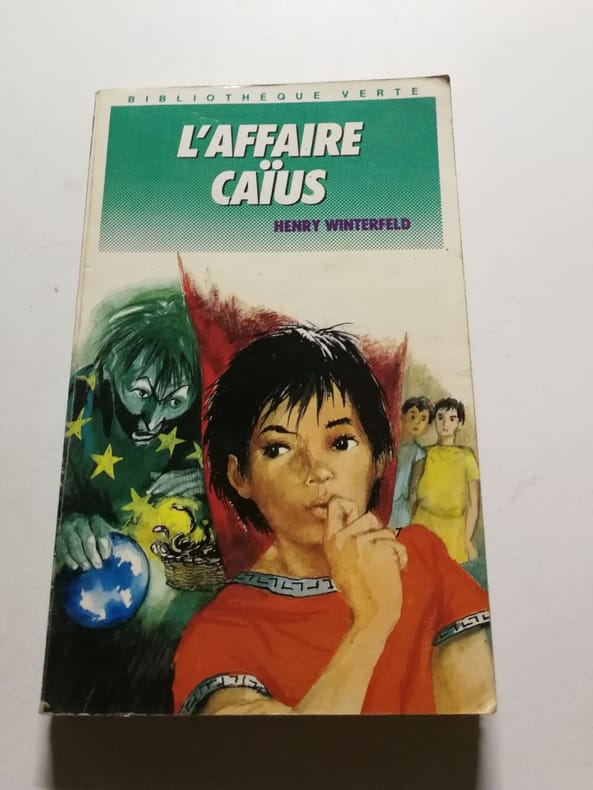 BIBLIOTHÈQUE VERTE
L'AFFAIRE
CAÏUS
HENRY WINTERFELD